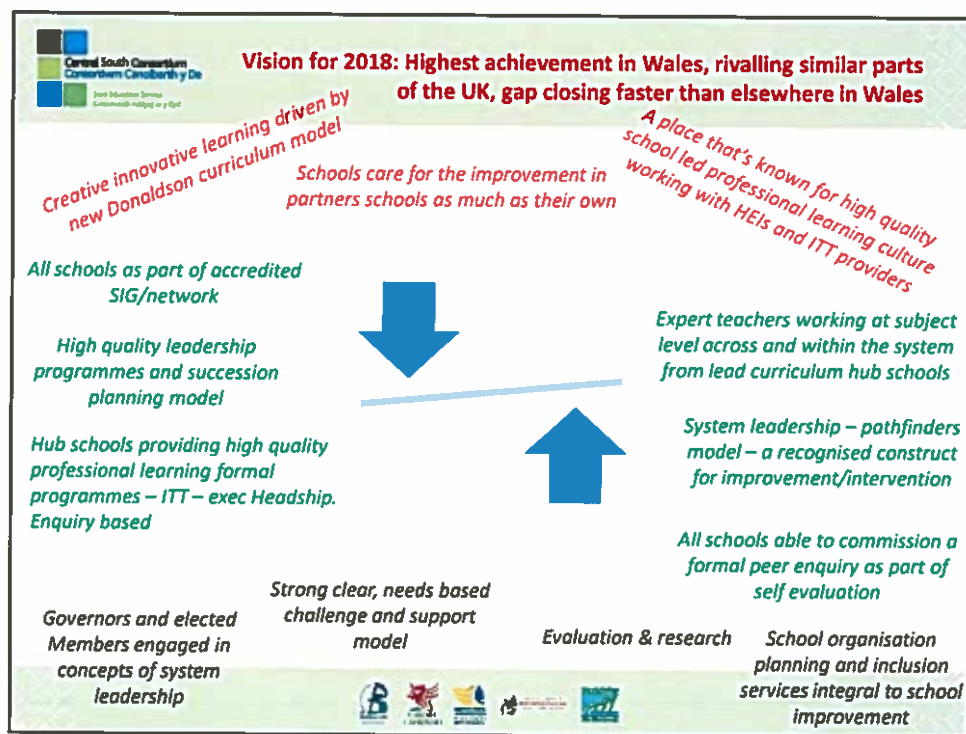 Central South Consortium
Consortiwm Canolbarth y De
Joint Education Service
Vision for 2018: Highest achievement in Wales, rivalling similar parts
of the UK, gap closing faster than elsewhere in Wales
Creative innovative learning driven by
new Donaldson curriculum model
Schools care for the improvement in
partners schools as much as their own
A place that's known for high quality
school led professional learning culture
working with HEIs and ITT providers
All schools as part of accredited
SIG/network
High quality leadership
programmes and succession
planning model
Hub schools providing high quality
professional learning formal
programmes – ITT – exec Headship.
Enquiry based
Expert teachers working at subject
level across and within the system
from lead curriculum hub schools
System leadership – pathfinders
model – a recognised construct
for improvement/intervention
All schools able to commission a
formal peer enquiry as part of
self evaluation
Governors and elected
Members engaged in
concepts of system
leadership
Strong clear, needs based
challenge and support
model
Evaluation & research
School organisation
planning and inclusion
services integral to school
improvement